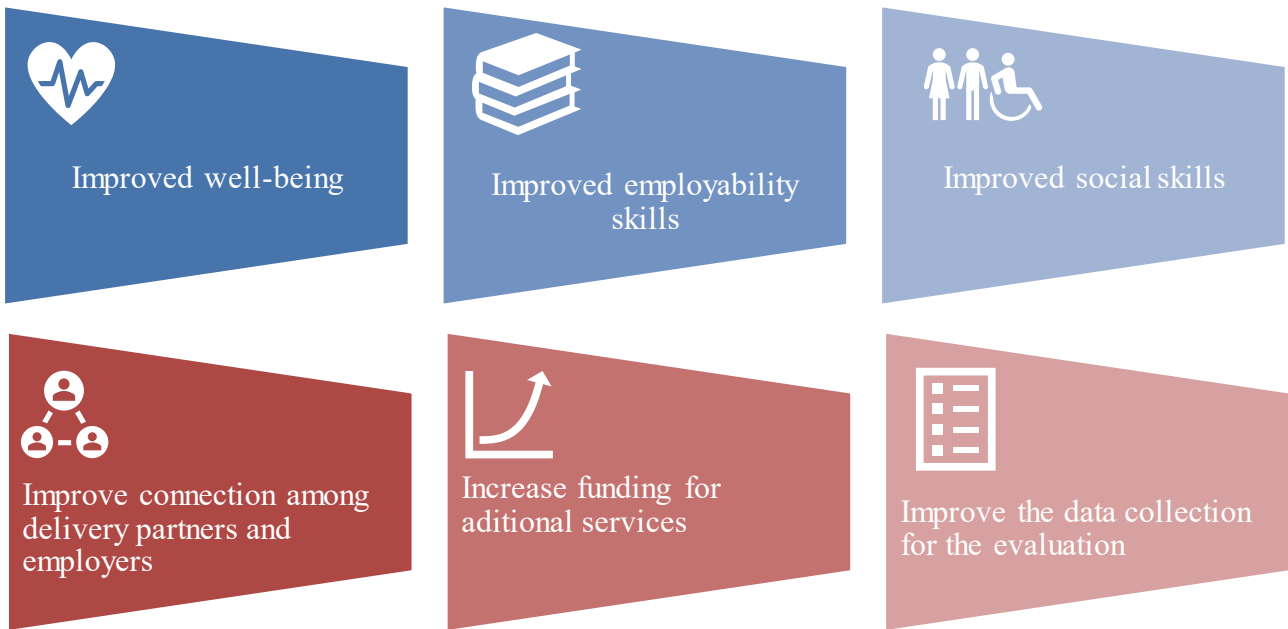 Improved well-being
Improved employability
skills
Improved social skills
Improve connection among
delivery partners and
employers
Increase funding for
aditional services
Improve the data collection
for the evaluation